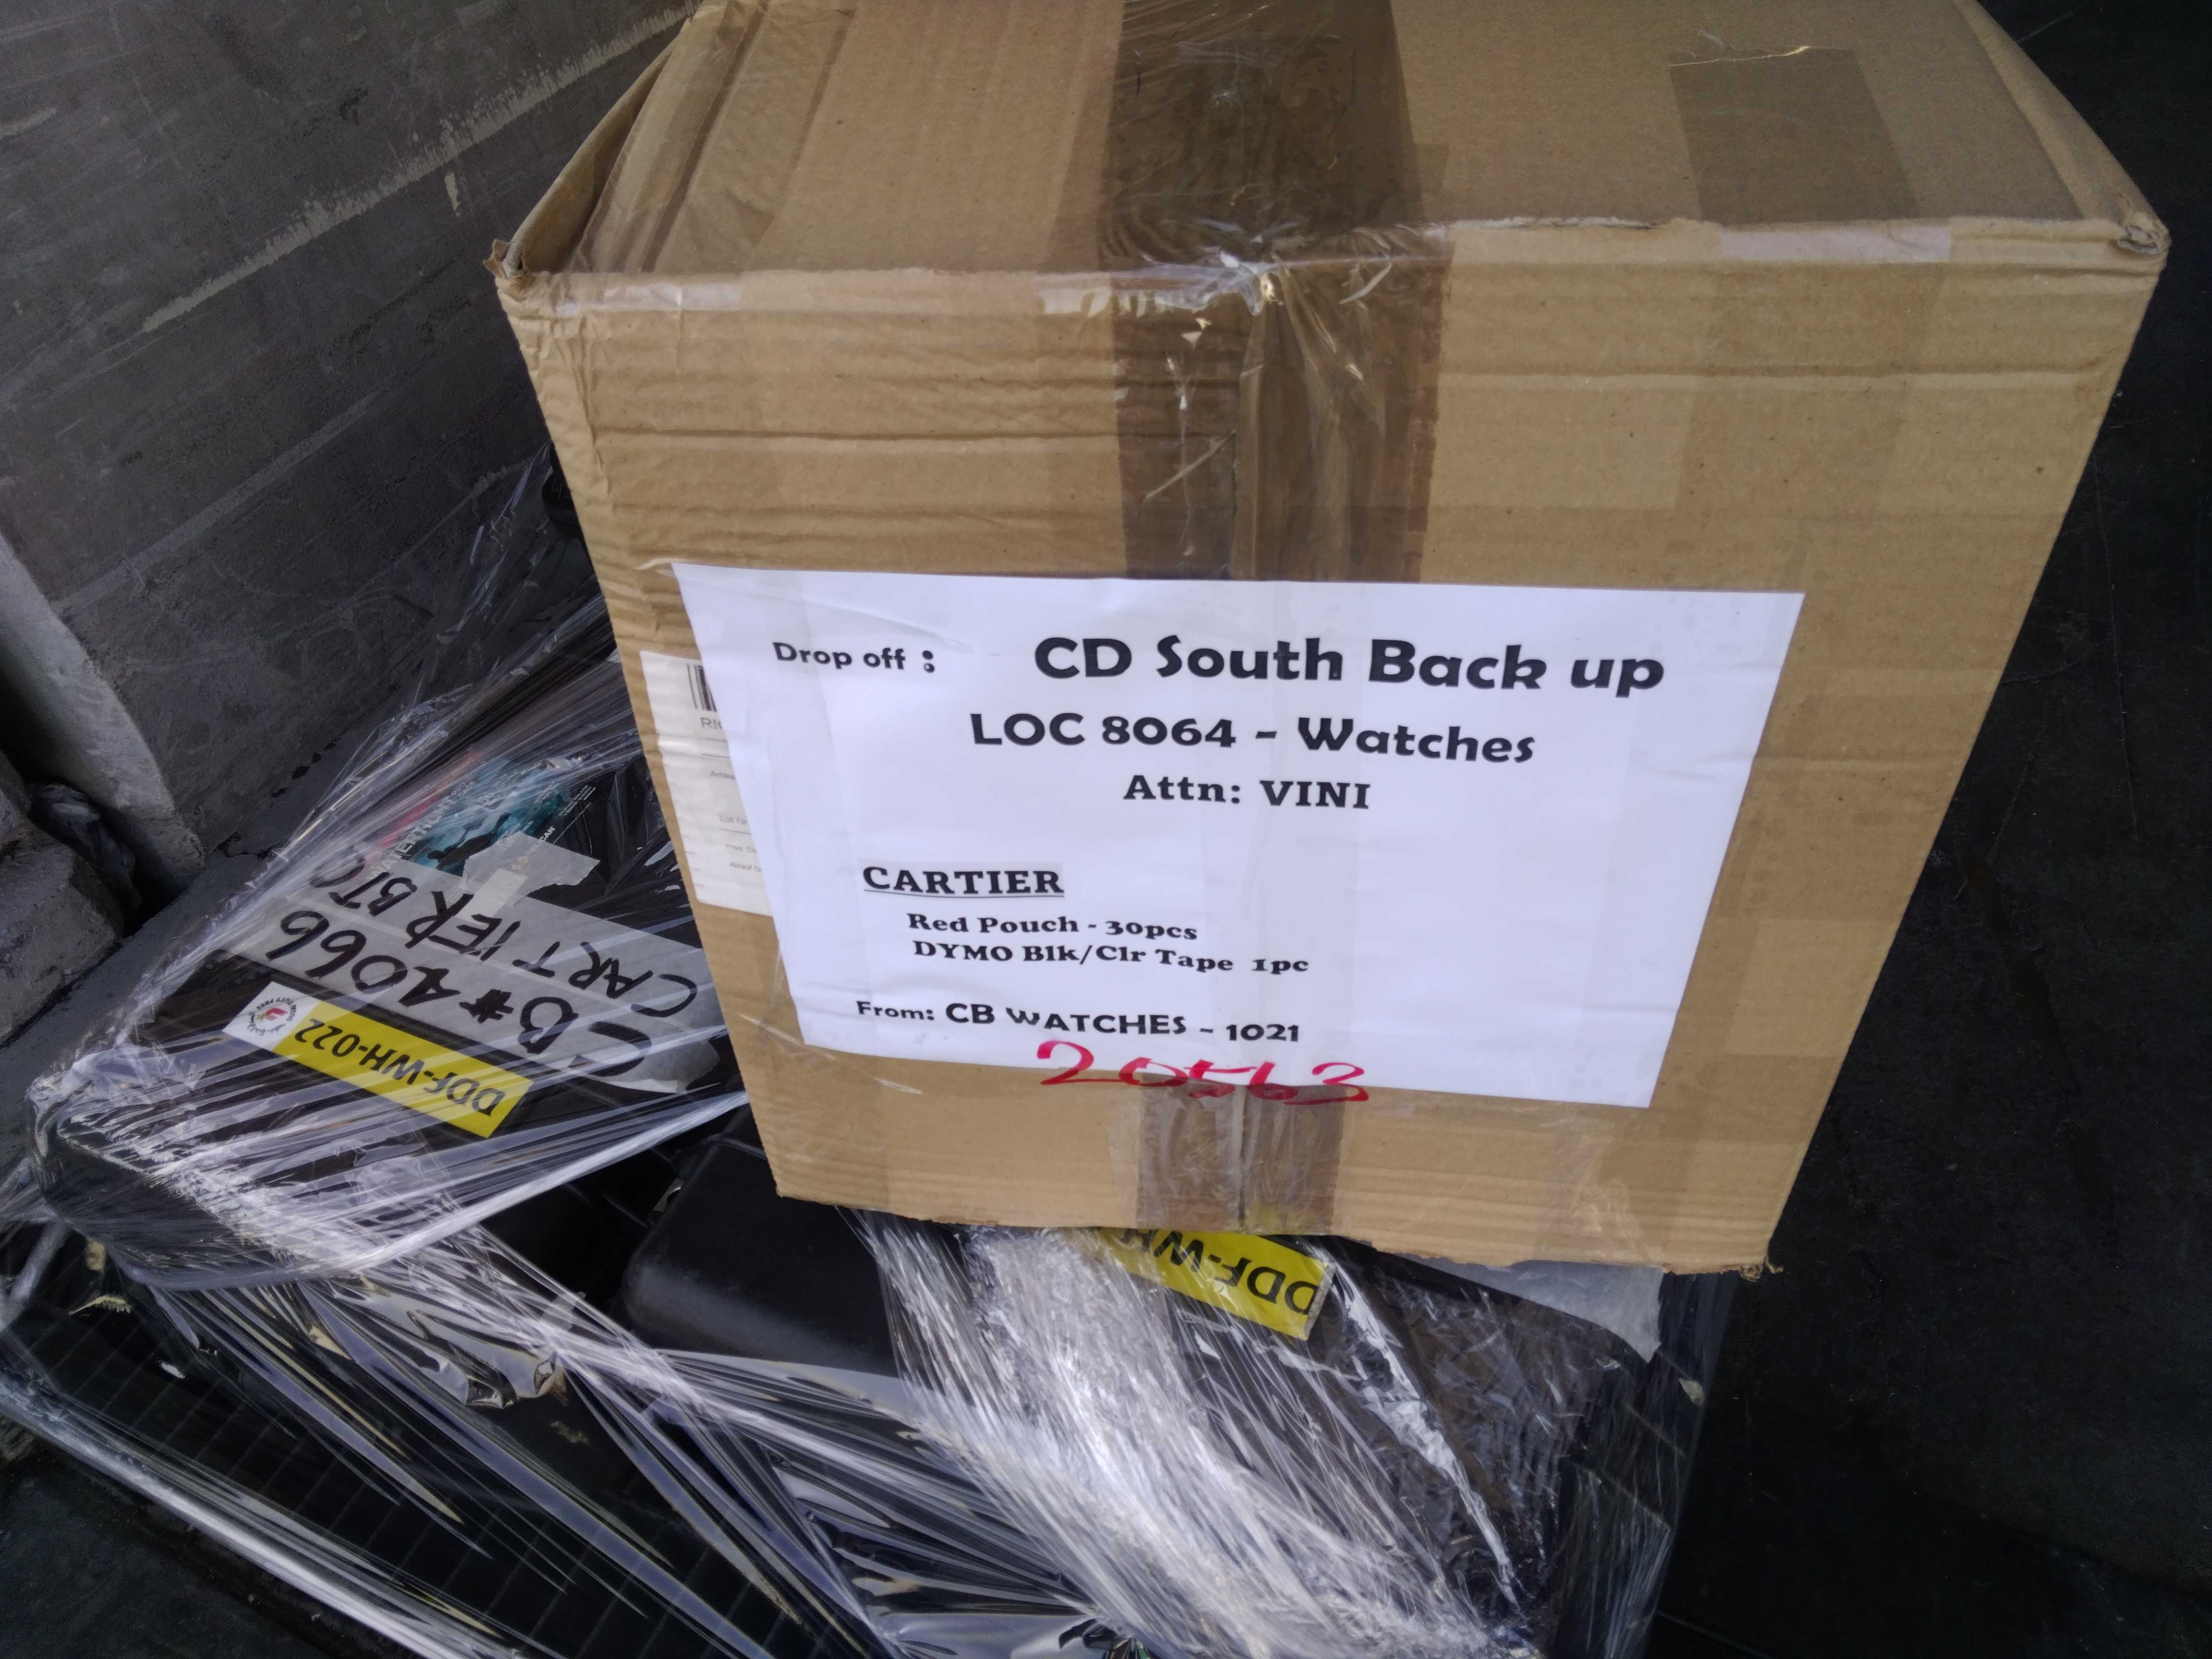 Drop off : CD South Back up
LOC 8064 - Watches
Attn: VINI
CARTIER
Red Pouch - 30pcs
DYMO Blk/Clr Tape 1pc
From: CB WATCHES - 1021
20563
CB#4066
CARTIER BTQ
DDF-WH-022
DDF-WH